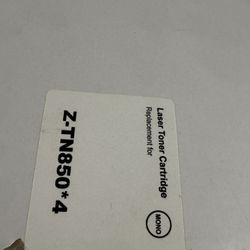 Laser Toner Cartridge
Replacement for
MONO
Z-TN850*4